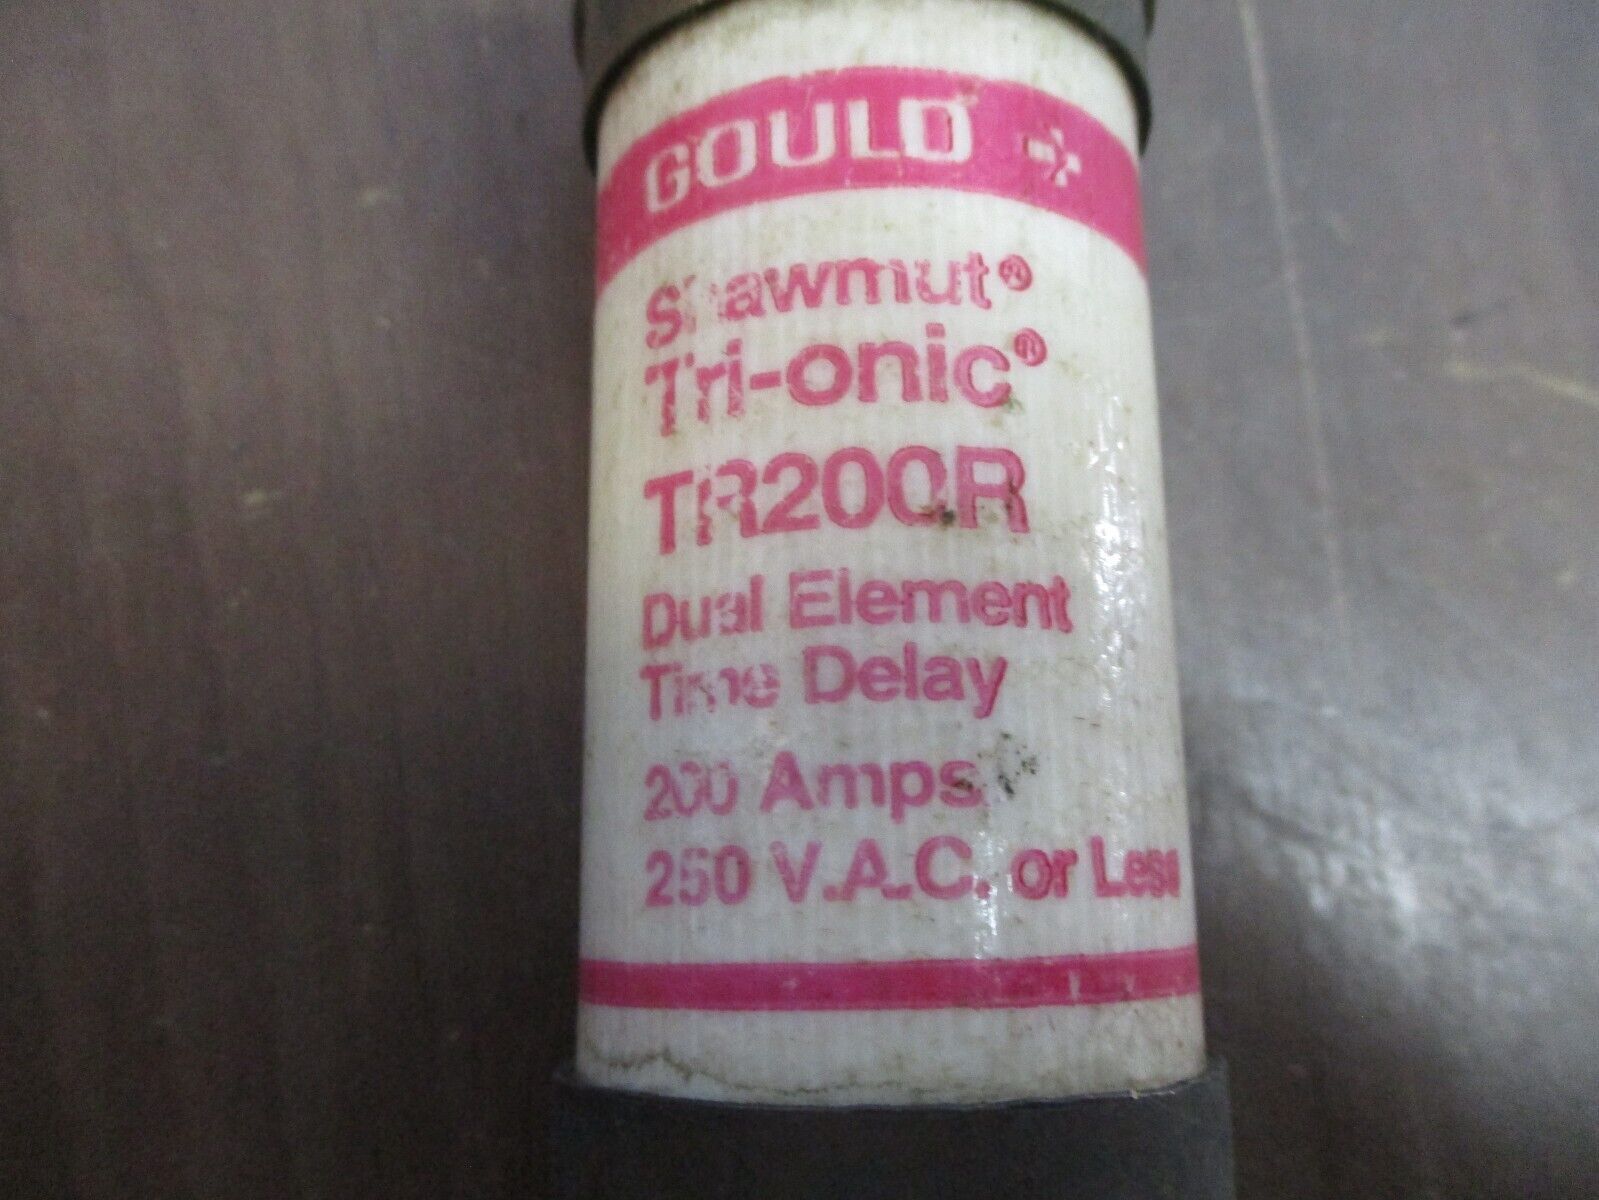 GOULD
Shawmut®
Tri-onic®
TR200R
Dual Element
Time Delay
200 Amps.
250 V.A.C. or Less